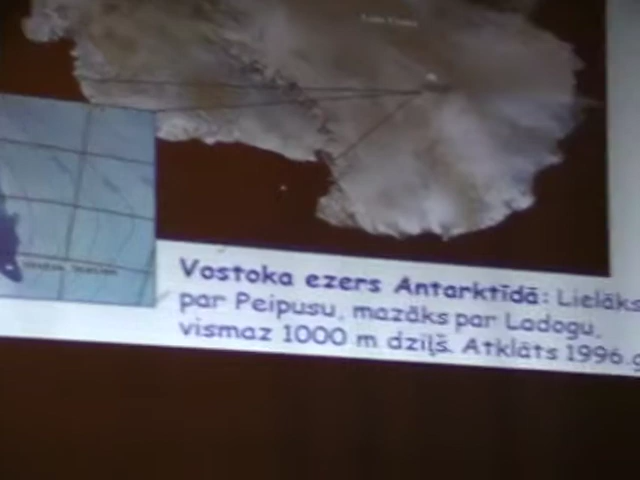 Vostoka ezers Antarktīdā: Lielāks
par Peipusu, mazāks par Ladogu,
vismaz 1000 m dziļš. Atklāts 1996.g